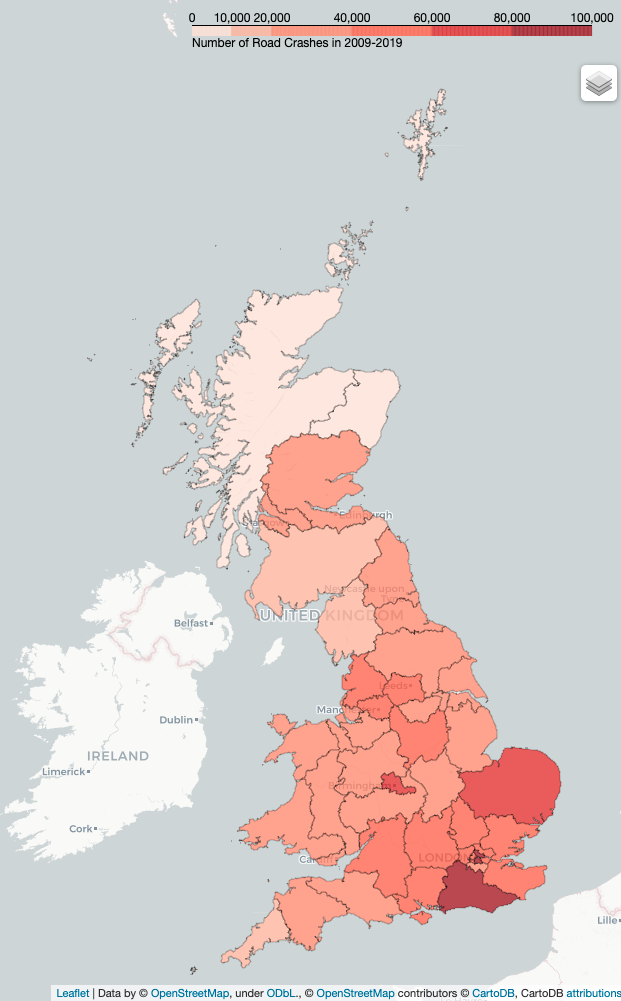 0 10,000 20,000 40,000 60,000 80,000 100,000
Number of Road Crashes in 2009-2019
Edinburgh
Glasgow
Newcastle upon
Tyne
UNITED KINGDOM
Belfast
Leeds
Manchester
Dublin
IRELAND
Limerick
Birmingham
Cork
Cardiff
LONDON
Lille
Leaflet | Data by © OpenStreetMap, under ODbL., © OpenStreetMap contributors © CartoDB, CartoDB attributions